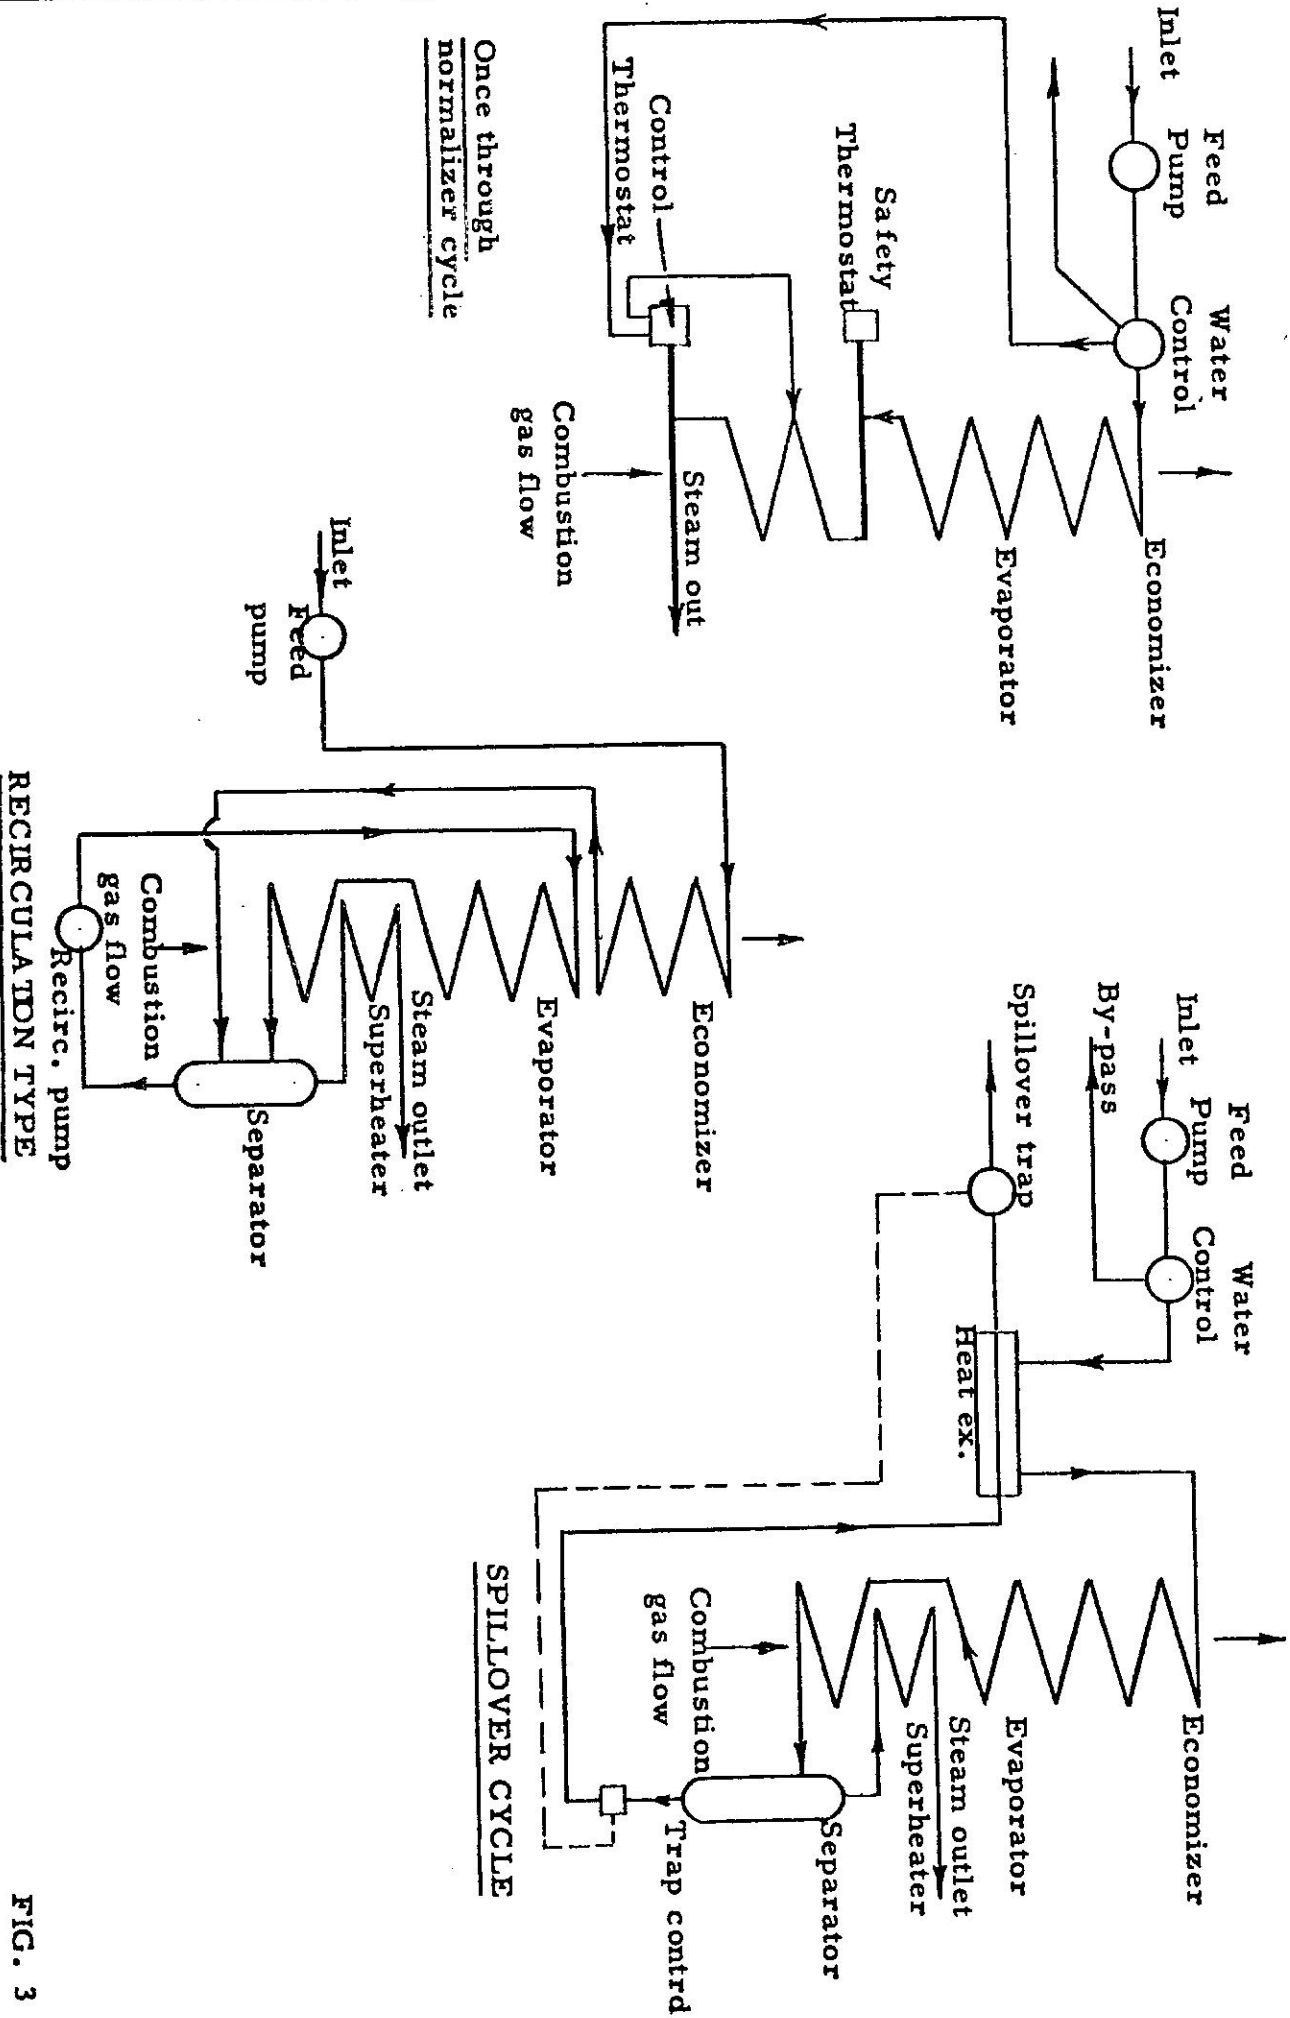 Inlet
Feed
Pump
Water
Control
Economizer
Evaporator
Safety
Thermostat
Control
Thermostat
Steam out
Combustion
gas flow
Once through
normalizer cycle
Inlet
Feed
pump
Economizer
Evaporator
Steam outlet
Superheater
Separator
Combustion
gas flow
Recirc. pump
RECIRCULATION TYPE
Inlet
Feed
Pump
Water
Control
By-pass
Spillover trap
Heat ex.
Economizer
Evaporator
Steam outlet
Superheater
Separator
Combustion
gas flow
Trap contrd
SPILLOVER CYCLE
FIG. 3